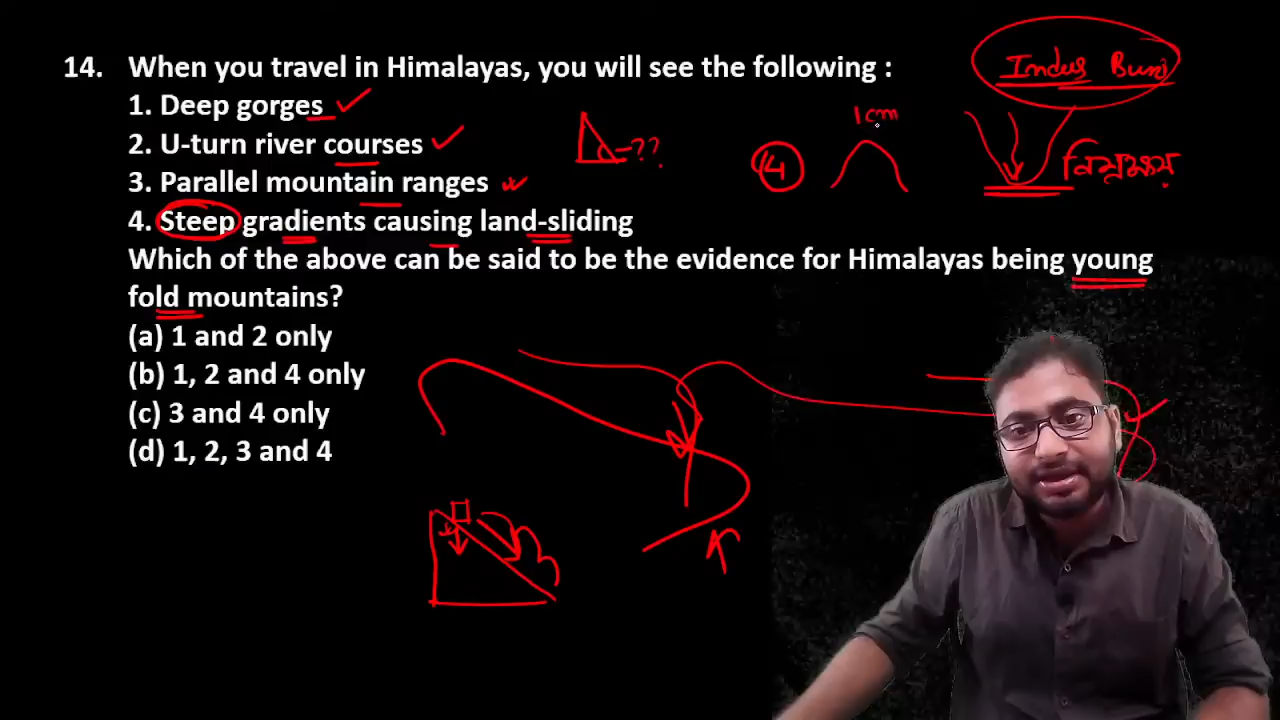 14. When you travel in Himalayas, you will see the following :
1. Deep gorges
2. U-turn river courses
3. Parallel mountain ranges
4. Steep gradients causing land-sliding
Which of the above can be said to be the evidence for Himalayas being young
fold mountains?
(a) 1 and 2 only
(b) 1, 2 and 4 only
(c) 3 and 4 only
(d) 1, 2, 3 and 4
Indus
??
4
1cm